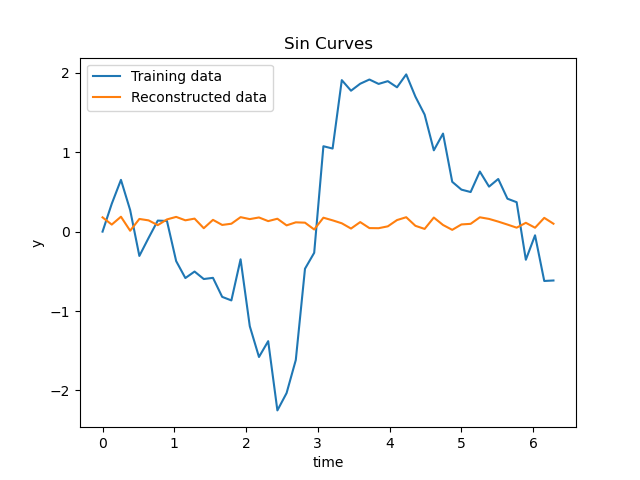 Sin Curves
Training data
Reconstructed data
2
1
0
−1
−2
y
0 1 2 3 4 5 6
time